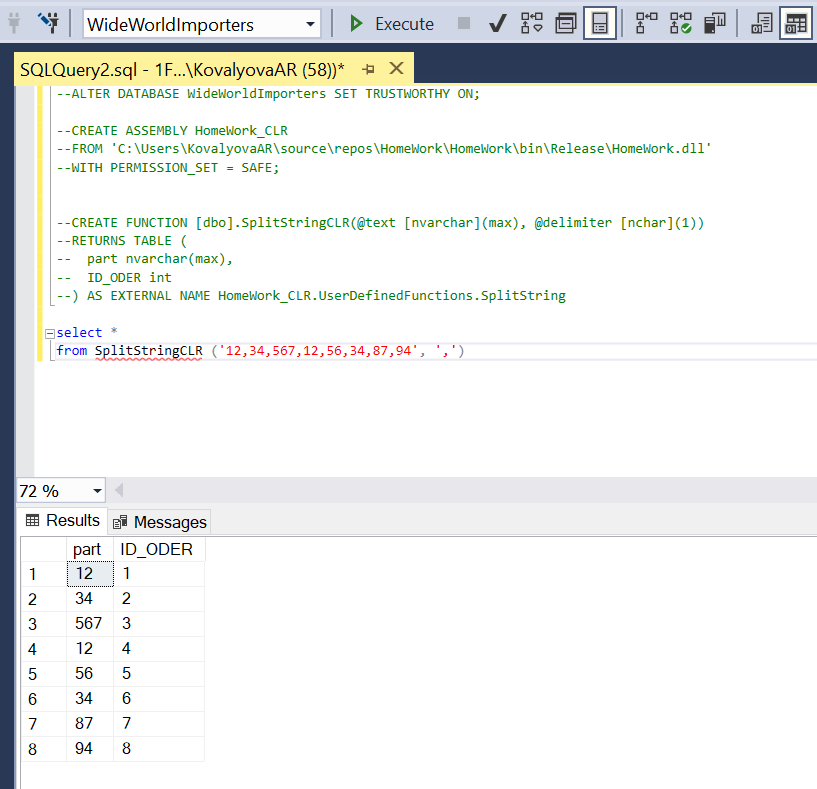 WideWorldImporters Execute
SQLQuery2.sql - 1F...\KovalyovaAR (58))*
--ALTER DATABASE WideWorldImporters SET TRUSTWORTHY ON;
--CREATE ASSEMBLY HomeWork_CLR
--FROM 'C:\Users\KovalyovaAR\source\repos\HomeWork\HomeWork\bin\Release\HomeWork.dll'
--WITH PERMISSION_SET = SAFE;
--CREATE FUNCTION [dbo].SplitStringCLR(@text [nvarchar](max), @delimiter [nchar](1))
--RETURNS TABLE (
--  part nvarchar(max),
--  ID_ODER int
--) AS EXTERNAL NAME HomeWork_CLR.UserDefinedFunctions.SplitString
select *
from SplitStringCLR ('12,34,567,12,56,34,87,94', ',')
72 %
Results Messages
part ID_ODER
1 12 1
2 34 2
3 567 3
4 12 4
5 56 5
6 34 6
7 87 7
8 94 8